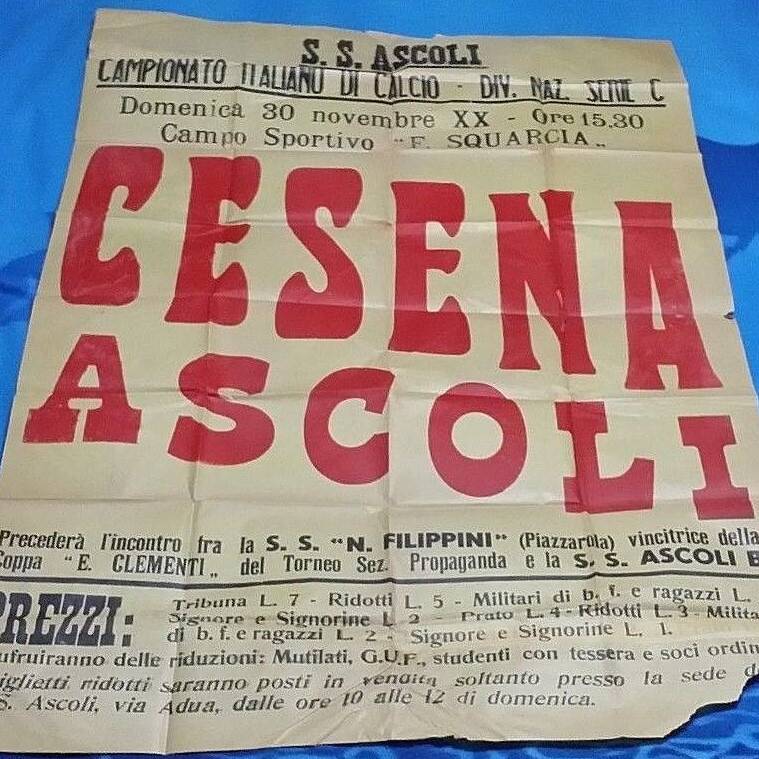 S. S. ASCOLI
CAMPIONATO ITALIANO DI CALCIO - DIV. NAZ. SERIE C
Domenica 30 novembre XX - Ore 15.30
Campo Sportivo "F. SQUARCIA„
CESENA
ASCOLI
Precederà l'incontro fra la S. S. "N. FILIPPINI" (Piazzarola) vincitrice della
Coppa "E. CLEMENTI„ del Torneo Sez. Propaganda e la S. S. ASCOLI B
PREZZI: Tribuna L. 7 - Ridotti L. 5 - Militari di b. f. e ragazzi L.
Signore e Signorine L. 2 - Prato L. 4 - Ridotti L. 3 - Milita
di b. f. e ragazzi L. 2 - Signore e Signorine L. 1.
ufruiranno delle riduzioni: Mutilati, G.U.F., studenti con tessera e soci ordin
iglietti ridotti saranno posti in vendita soltanto presso la sede d
S. Ascoli, via Adua, dalle ore 10 alle 12 di domenica.